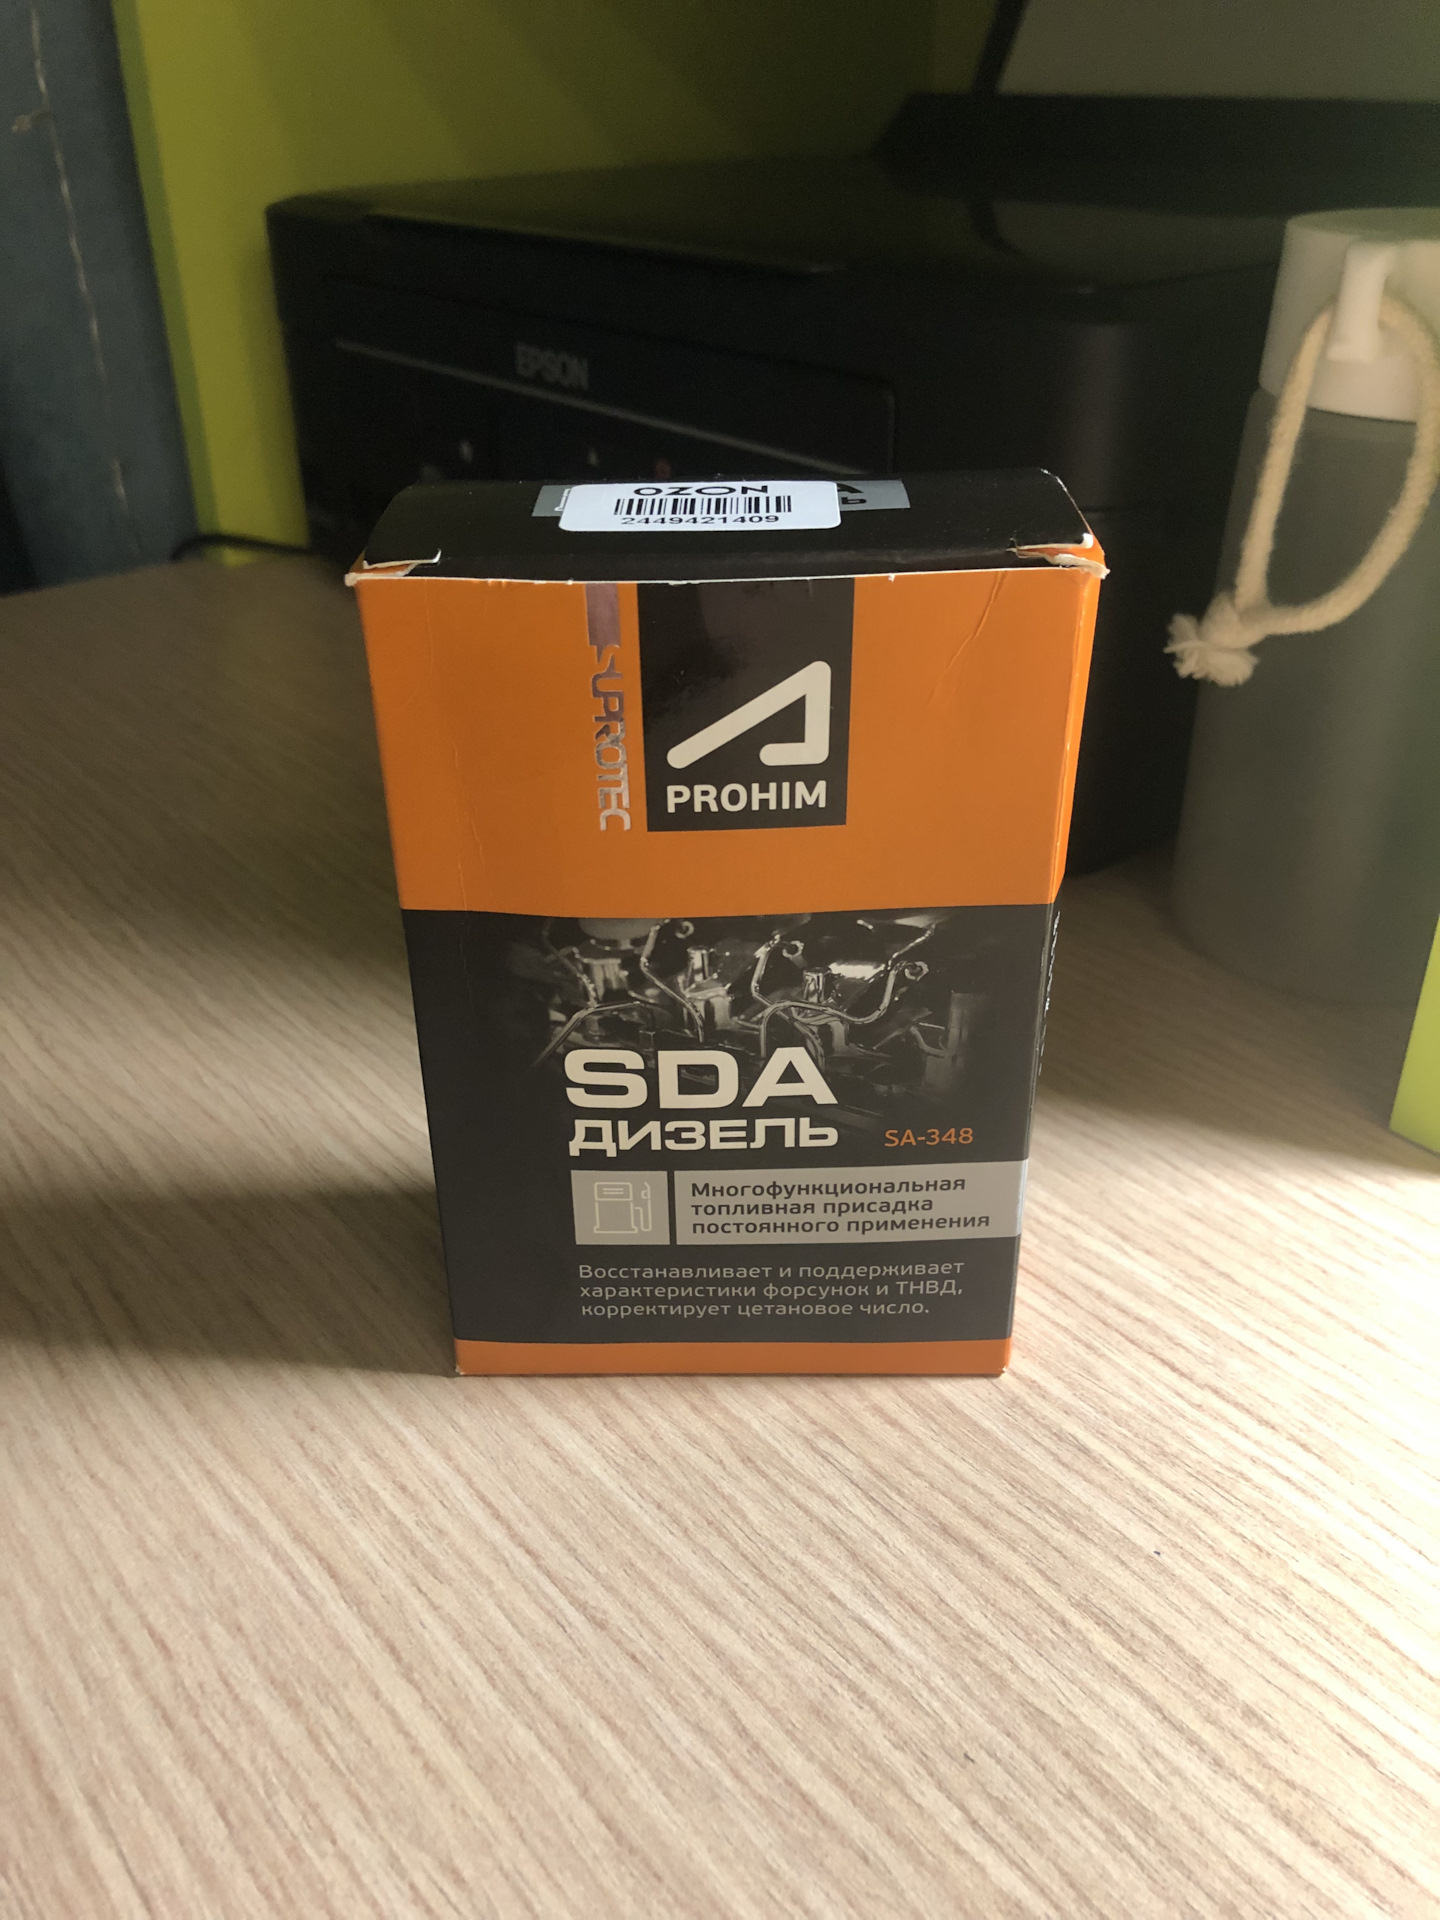 EPSON
OZON
2449421409
SUPROTEC
PROHIM
SDA
ДИЗЕЛЬ
SA-348
Многофункциональная
топливная присадка
постоянного применения
Восстанавливает и поддерживает
характеристики форсунок и ТНВД,
корректирует цетановое число.